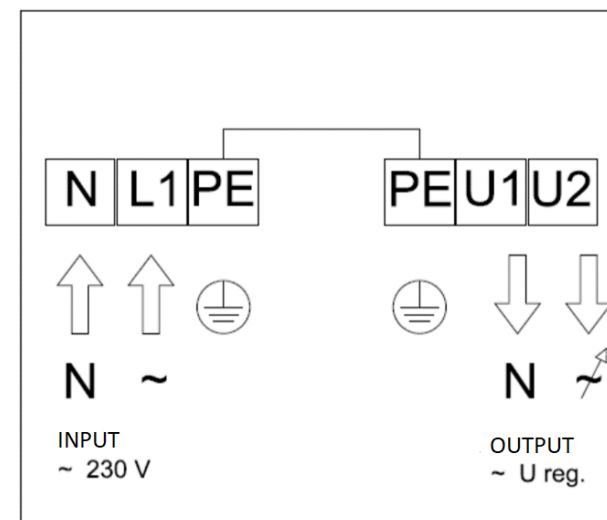 N L1 PE PE U1 U2
N ~ N ~
INPUT OUTPUT
~ 230 V ~ U reg.